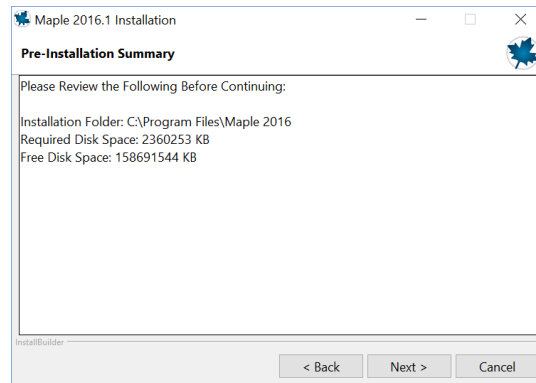 Maple 2016.1 Installation
Pre-Installation Summary
Please Review the Following Before Continuing:
Installation Folder: C:\Program Files\Maple 2016
Required Disk Space: 2360253 KB
Free Disk Space: 158691544 KB
InstallBuilder
< Back Next > Cancel